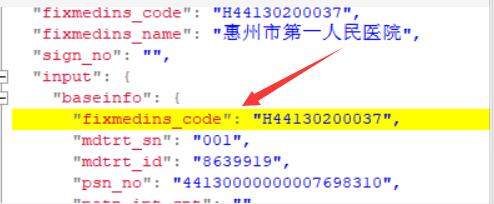 "fixmedins_code": "H44130200037",
"fixmedins_name": "惠州市第一人民医院",
"sign_no": "",
"input": {
"baseinfo": {
"fixmedins_code": "H44130200037",
"mdtrt_sn": "001",
"mdtrt_id": "8639919",
"psn_no": "44130000000007698310",